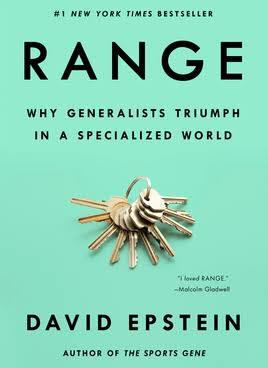 #1 NEW YORK TIMES BESTSELLER
RANGE
WHY GENERALISTS TRIUMPH
IN A SPECIALIZED WORLD
"I loved RANGE."
—Malcolm Gladwell
DAVID EPSTEIN
AUTHOR OF THE SPORTS GENE